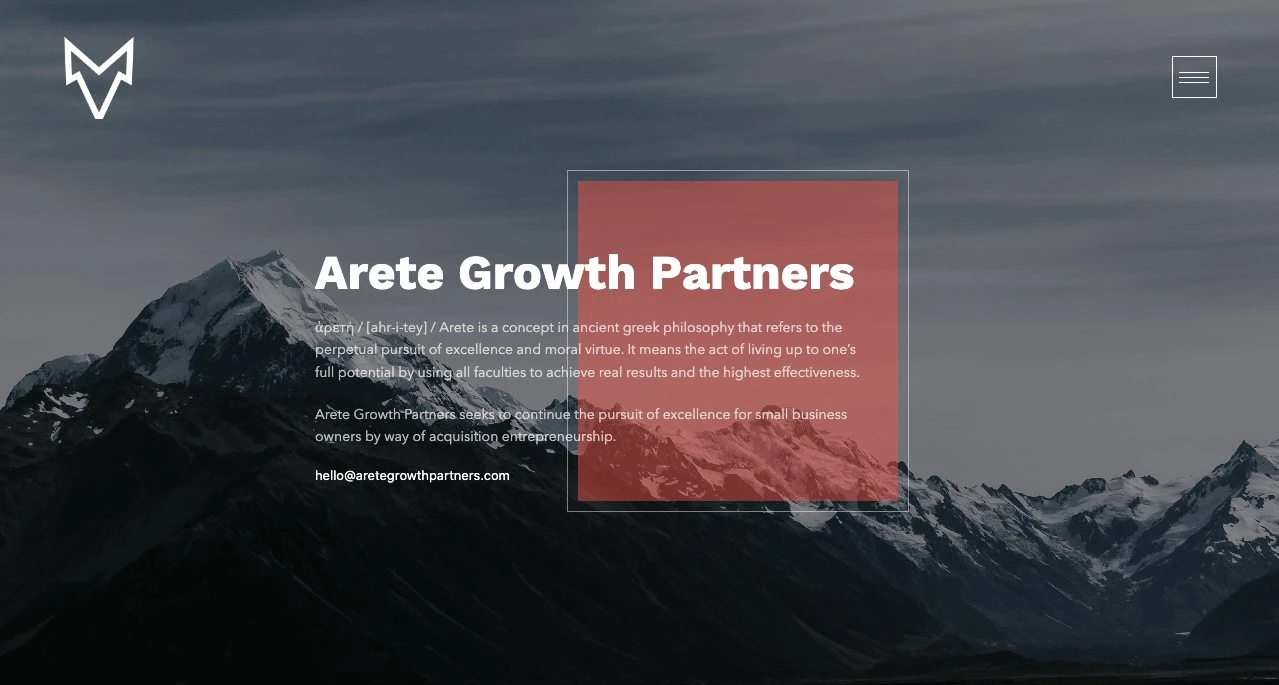 Arete Growth Partners
ἀρετή / [ahr-i-tey] / Arete is a concept in ancient greek philosophy that refers to the
perpetual pursuit of excellence and moral virtue. It means the act of living up to one’s
full potential by using all faculties to achieve real results and the highest effectiveness.
Arete Growth Partners seeks to continue the pursuit of excellence for small business
owners by way of acquisition entrepreneurship.
hello@aretegrowthpartners.com